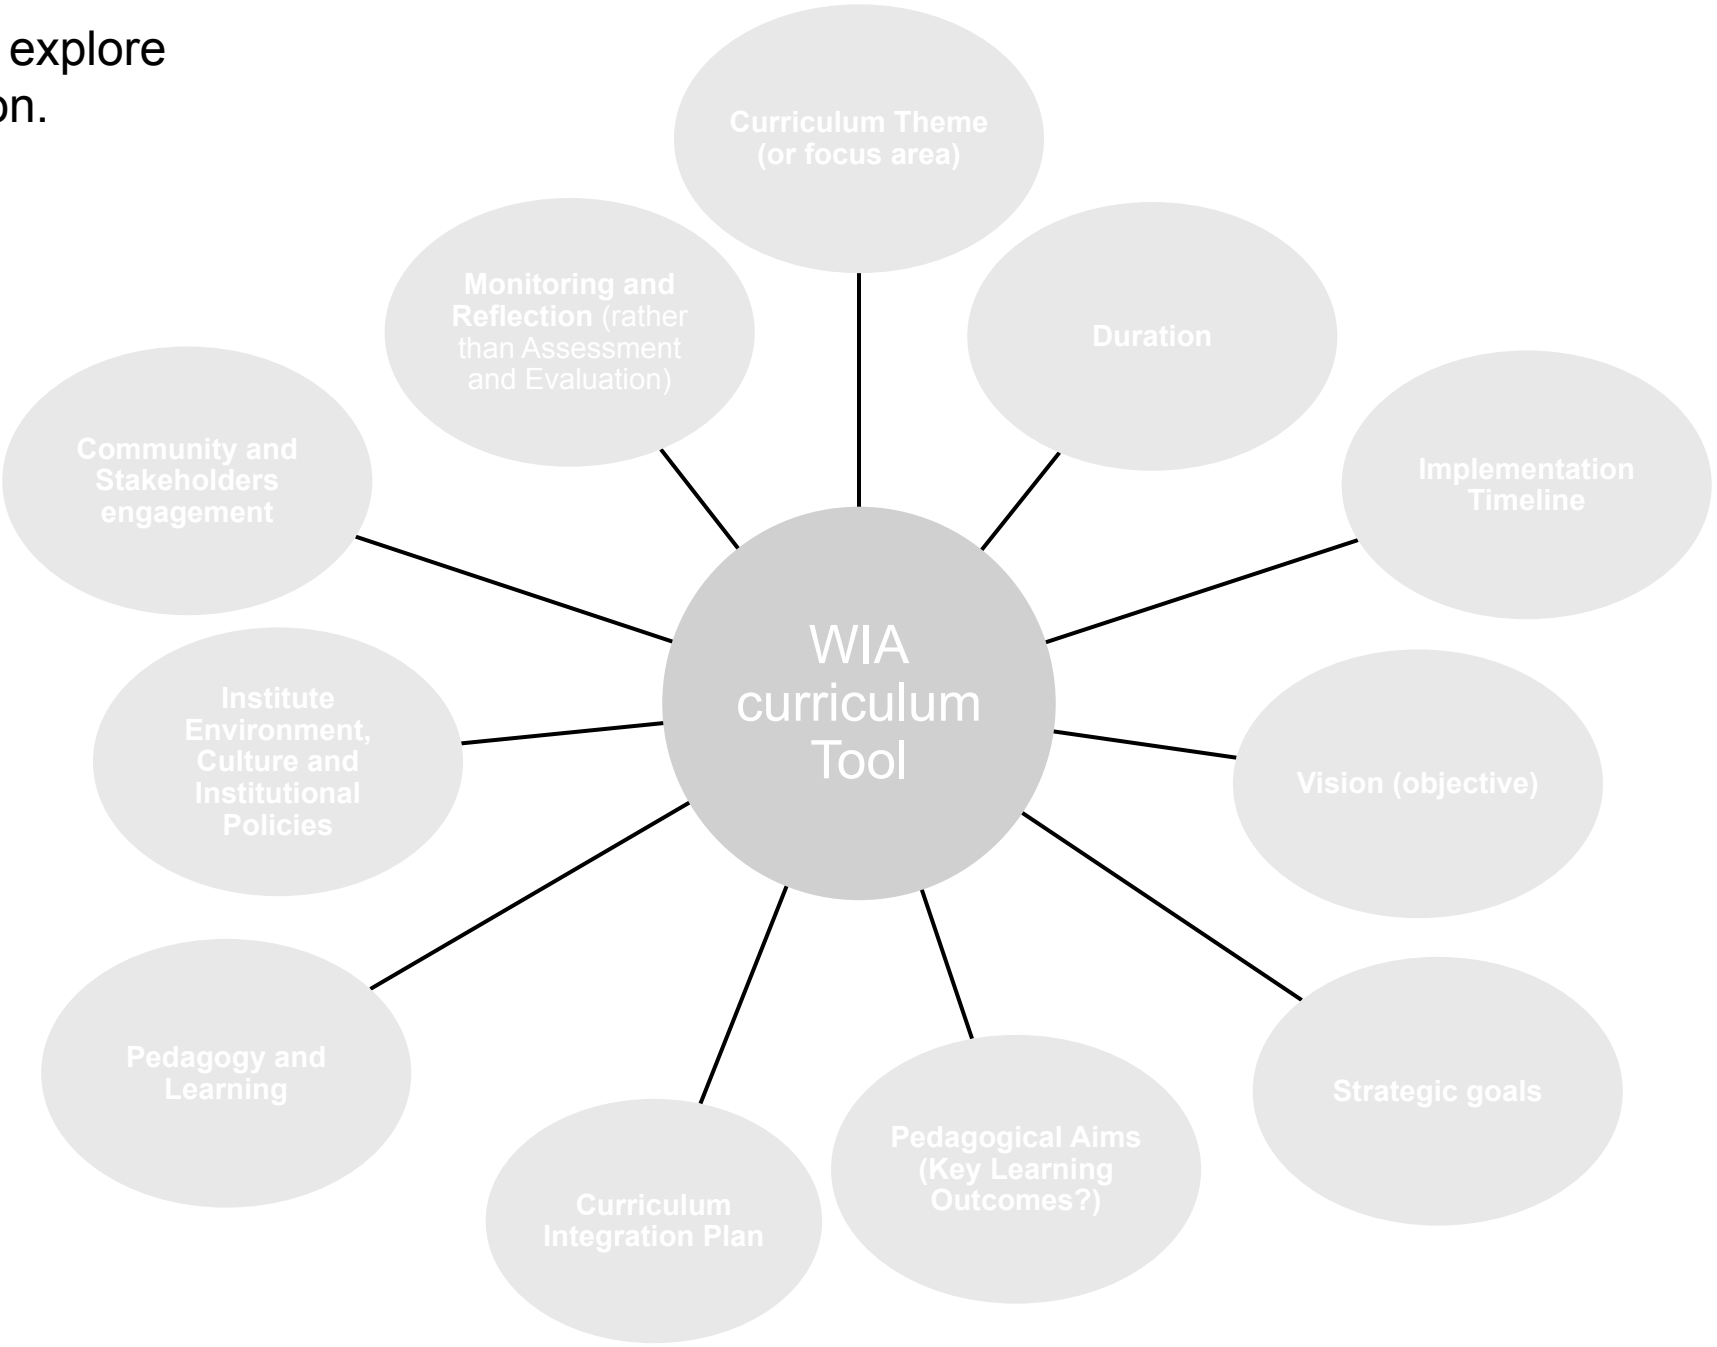 explore
on.
Curriculum Theme
(or focus area)
Monitoring and
Reflection (rather
than Assessment
and Evaluation)
Duration
Community and
Stakeholders
engagement
Implementation
Timeline
WIA
curriculum
Tool
Institute
Environment,
Culture and
Institutional
Policies
Vision (objective)
Pedagogy and
Learning
Strategic goals
Pedagogical Aims
(Key Learning
Outcomes?)
Curriculum
Integration Plan